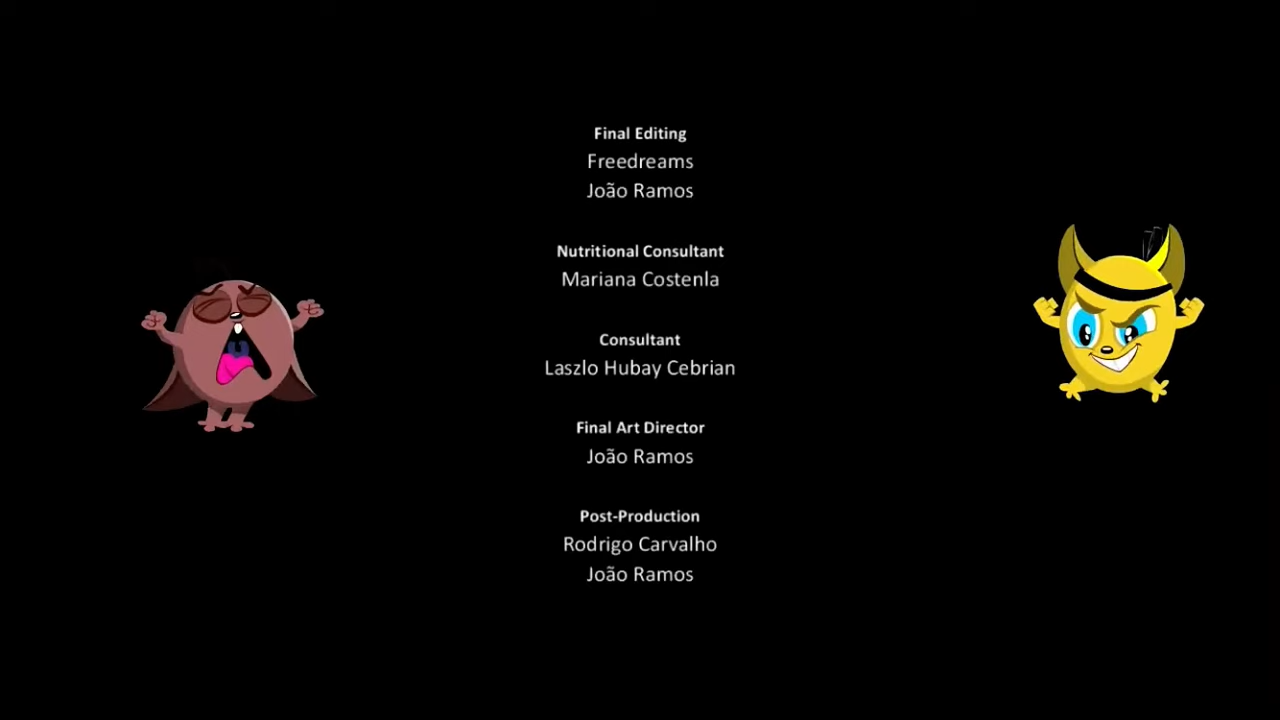 Final Editing
Freedreams
João Ramos
Nutritional Consultant
Mariana Costenla
Consultant
Laszlo Hubay Cebrian
Final Art Director
João Ramos
Post-Production
Rodrigo Carvalho
João Ramos